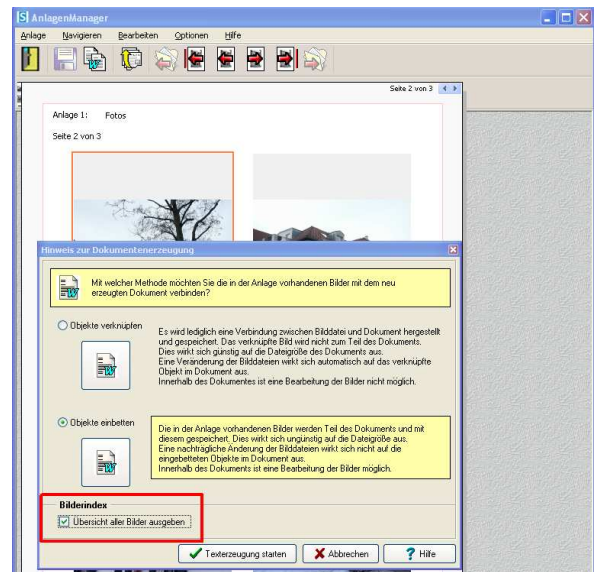 AnlagenManager
Anlage Navigieren Bearbeiten Optionen Hilfe
Seite 2 von 3
Anlage 1: Fotos
Seite 2 von 3
Hinweis zur Dokumentenerzeugung
Mit welcher Methode möchten Sie die in der Anlage vorhandenen Bilder mit dem neu
erzeugten Dokument verbinden?
Objekte verknüpfen
Es wird lediglich eine Verbindung zwischen Bilddatei und Dokument hergestellt
und gespeichert. Das verknüpfte Bild wird nicht zum Teil des Dokuments.
Dies wirkt sich günstig auf die Dateigröße des Dokuments aus.
Eine Veränderung der Bilddateien wirkt sich automatisch auf das verknüpfte
Objekt im Dokument aus.
Innerhalb des Dokumentes ist eine Bearbeitung der Bilder nicht möglich.
Objekte einbetten
Die in der Anlage vorhandenen Bilder werden Teil des Dokuments und mit
diesem gespeichert. Dies wirkt sich ungünstig auf die Dateigröße aus.
Eine nachträgliche Änderung der Bilddateien wirkt sich nicht auf die
eingebetteten Objekte im Dokument aus.
Innerhalb des Dokuments ist eine Bearbeitung der Bilder möglich.
Bilderindex
Übersicht aller Bilder ausgeben
Texterzeugung starten Abbrechen ? Hilfe